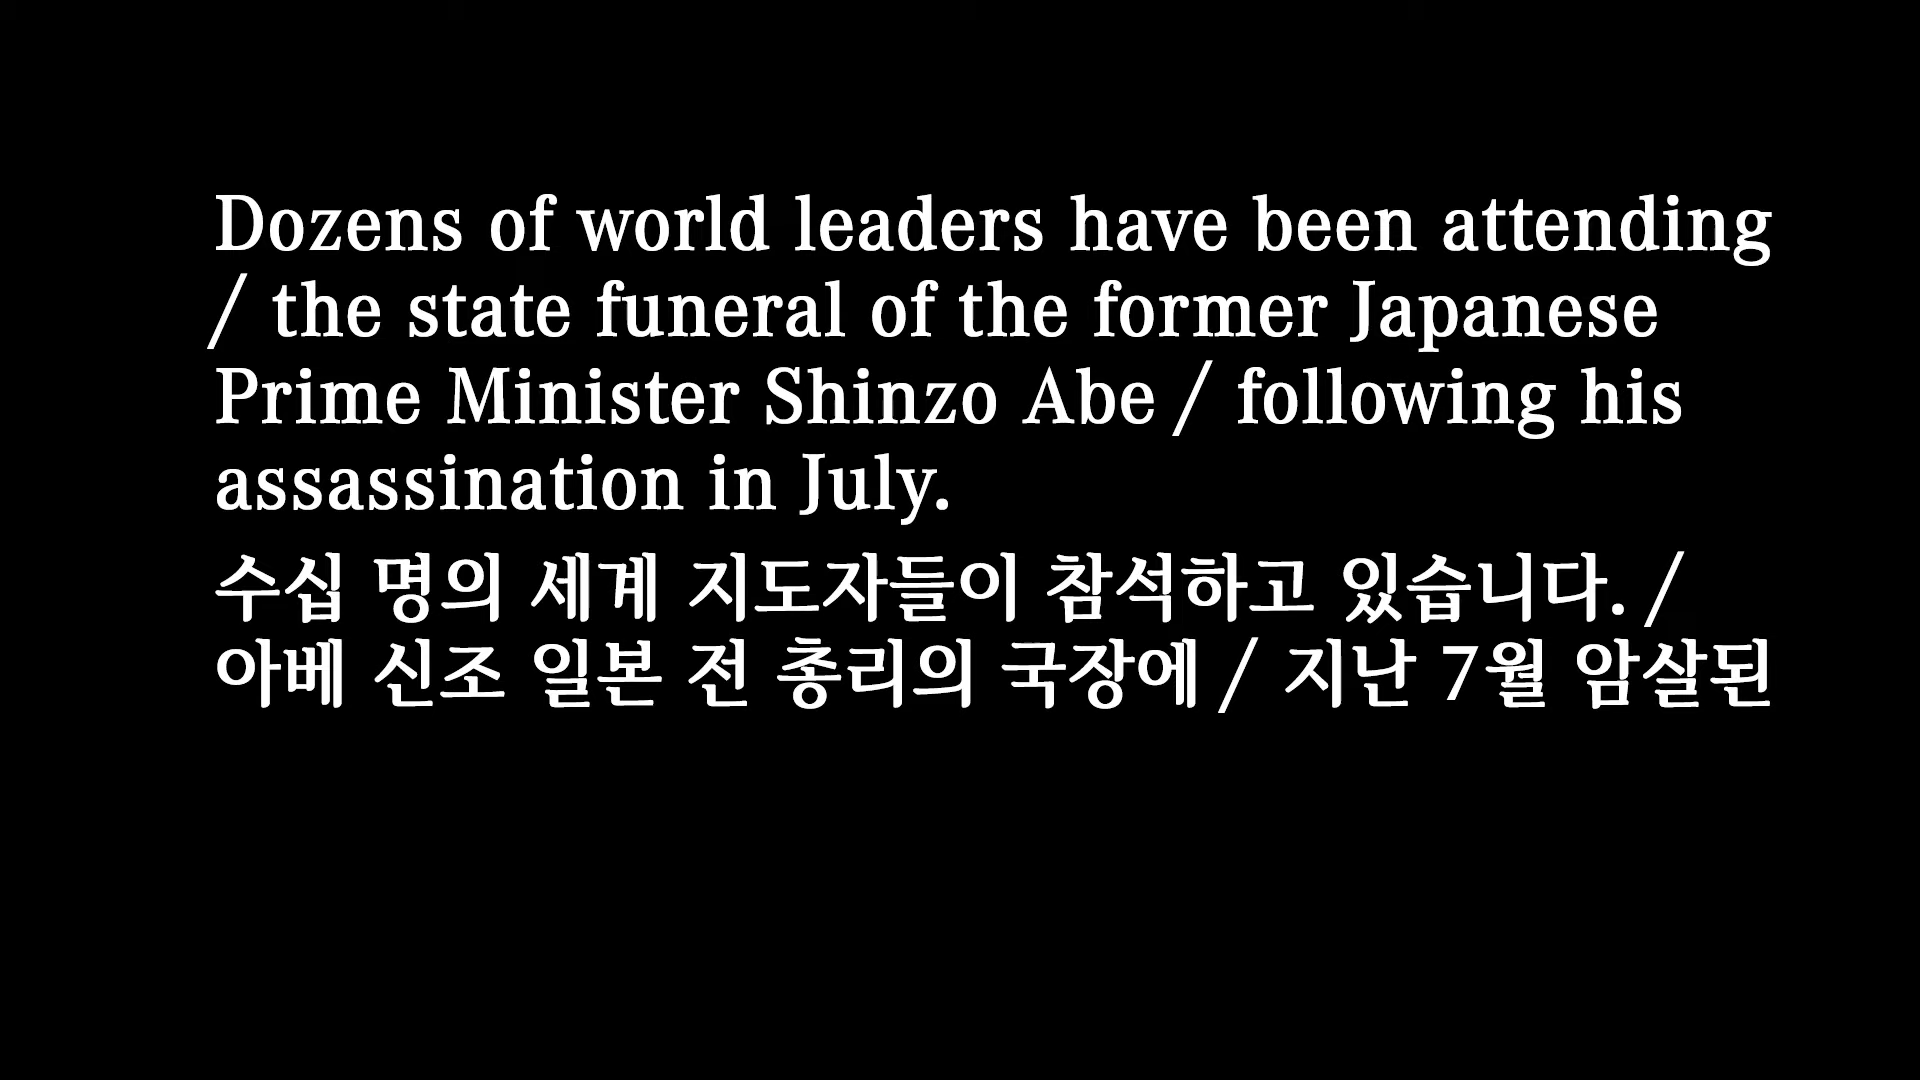 Dozens of world leaders have been attending
/ the state funeral of the former Japanese
Prime Minister Shinzo Abe / following his
assassination in July.
수십 명의 세계 지도자들이 참석하고 있습니다. /
아베 신조 일본 전 총리의 국장에 / 지난 7월 암살된